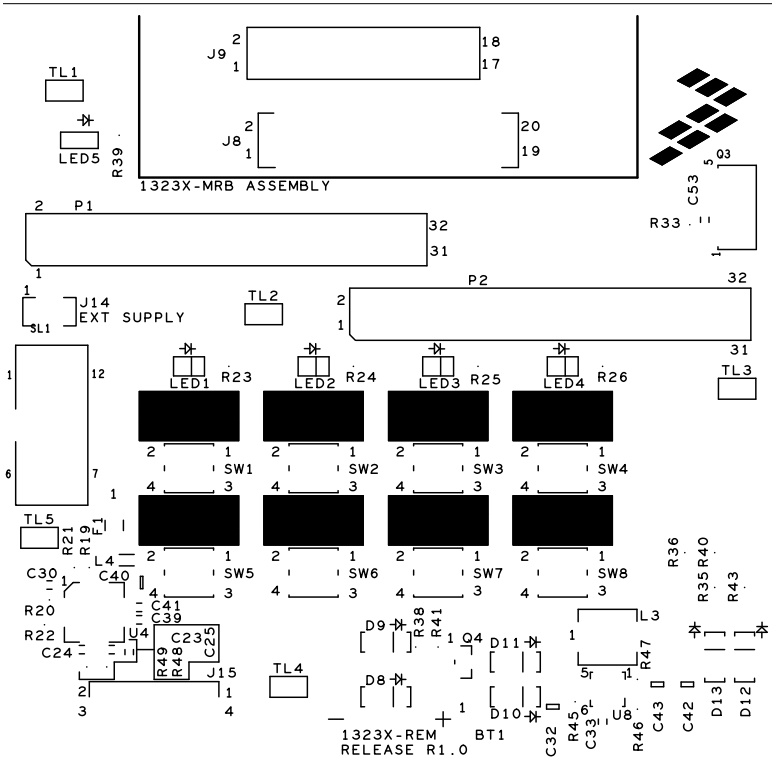 2
18
J9
1
17
TL1
2
20
J8
LED5
1
19
R39
1323X-MRB ASSEMBLY
5
Q3
C53
R33
1
2
P1
32
31
1
1
J14
EXT SUPPLY
SL1
TL2
P2
32
2
1
31
LED1
R23
LED2
R24
LED3
R25
LED4
R26
TL3
1
12
6
7
2
1
SW1
4
3
2
1
SW2
4
3
2
1
SW3
4
3
2
1
SW4
4
3
1
TL5
R21
R19
F1
L4
2
1
SW5
4
3
2
1
SW6
4
3
2
1
SW7
4
3
2
1
SW8
4
3
R36
R40
R35
R43
C30
1
C40
R20
C41
C39
R22
U4
C23
C25
C24
R49
R48
J15
2
1
3
4
TL4
D9
R38
R41
1
Q4
D11
D8
1
D10
1323X-REM
RELEASE R1.0
BT1
L3
1
R47
5
1
6
U8
C32
R45
C33
R46
C43
C42
D13
D12